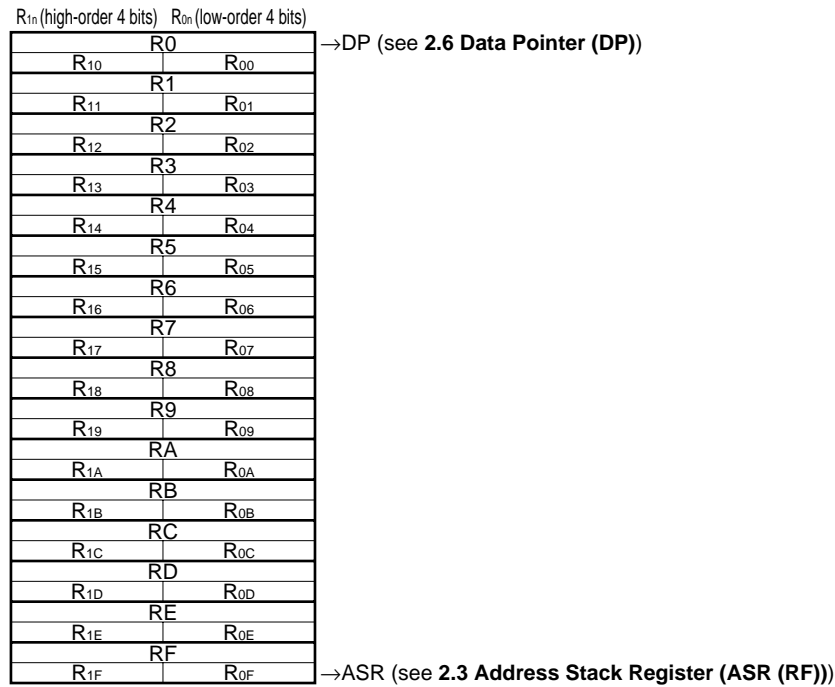 R1n (high-order 4 bits) R0n (low-order 4 bits)
R0 →DP (see 2.6 Data Pointer (DP))
R10 R00
R1
R11 R01
R2
R12 R02
R3
R13 R03
R4
R14 R04
R5
R15 R05
R6
R16 R06
R7
R17 R07
R8
R18 R08
R9
R19 R09
RA
R1A R0A
RB
R1B R0B
RC
R1C R0C
RD
R1D R0D
RE
R1E R0E
RF
R1F R0F →ASR (see 2.3 Address Stack Register (ASR (RF)))